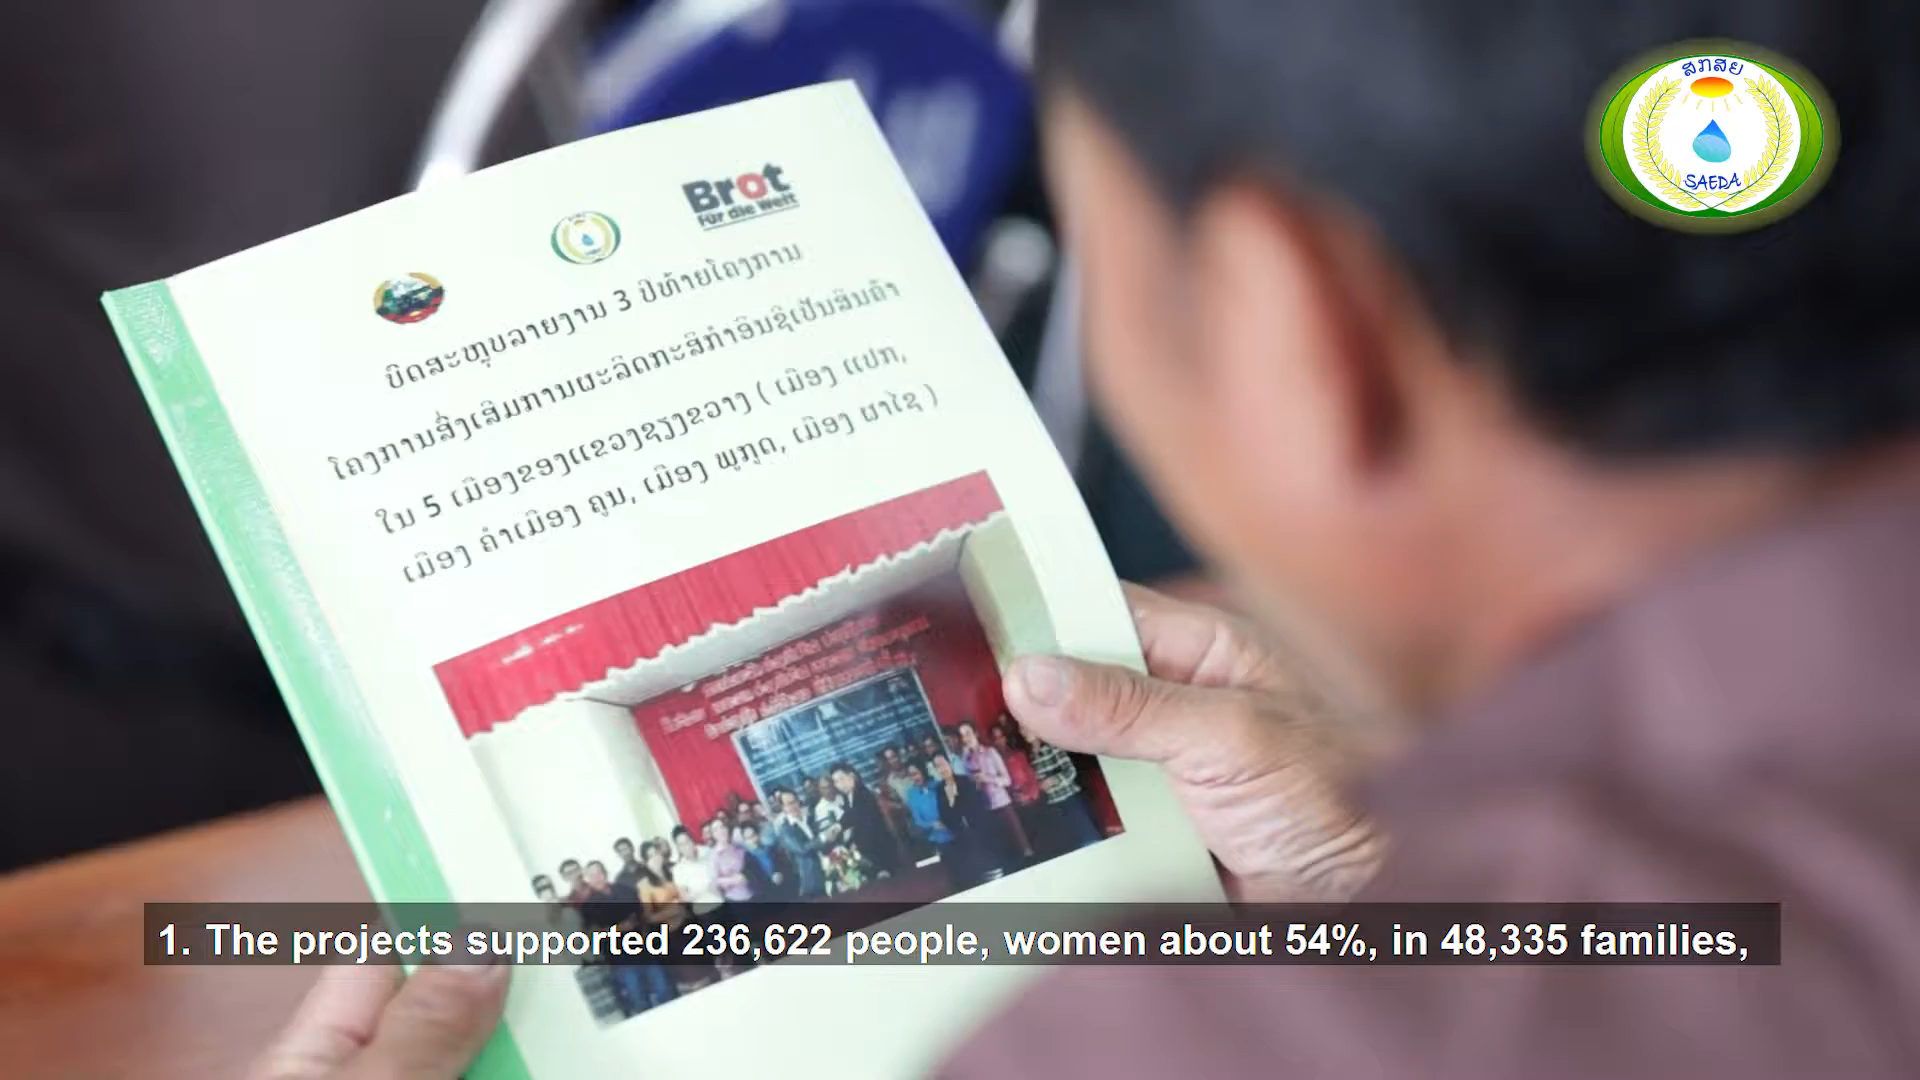 ສກສຍ
SAEDA
Brot
für die Welt
ບົດສະຫຼຸບລາຍງານ 3 ປີທ້າຍໂຄງການ
ໂຄງການສົ່ງເສີມການຜະລິດກະສິກຳອິນຊີເປັນສິນຄ້າ
ໃນ 5 ເມືອງຂອງແຂວງຊຽງຂວາງ ( ເມືອງ ແປກ,
ເມືອງ ຄຳເມືອງ ຄູນ, ເມືອງ ພູກູດ, ເມືອງ ຜາໄຊ )
1. The projects supported 236,622 people, women about 54%, in 48,335 families,